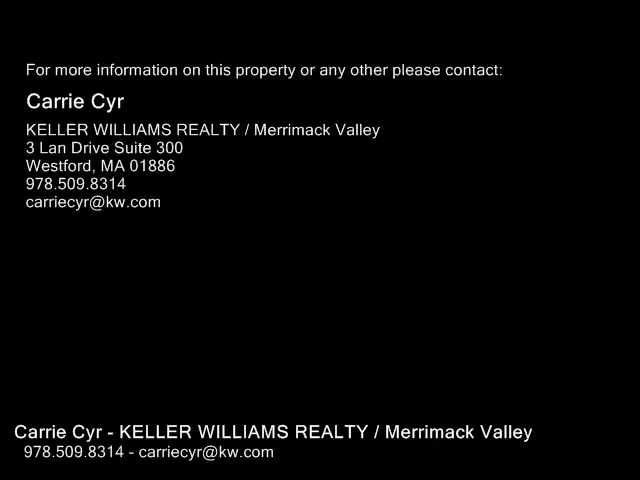 For more information on this property or any other please contact:
Carrie Cyr
KELLER WILLIAMS REALTY / Merrimack Valley
3 Lan Drive Suite 300
Westford, MA 01886
978.509.8314
carriecyr@kw.com
Carrie Cyr - KELLER WILLIAMS REALTY / Merrimack Valley
978.509.8314 - carriecyr@kw.com